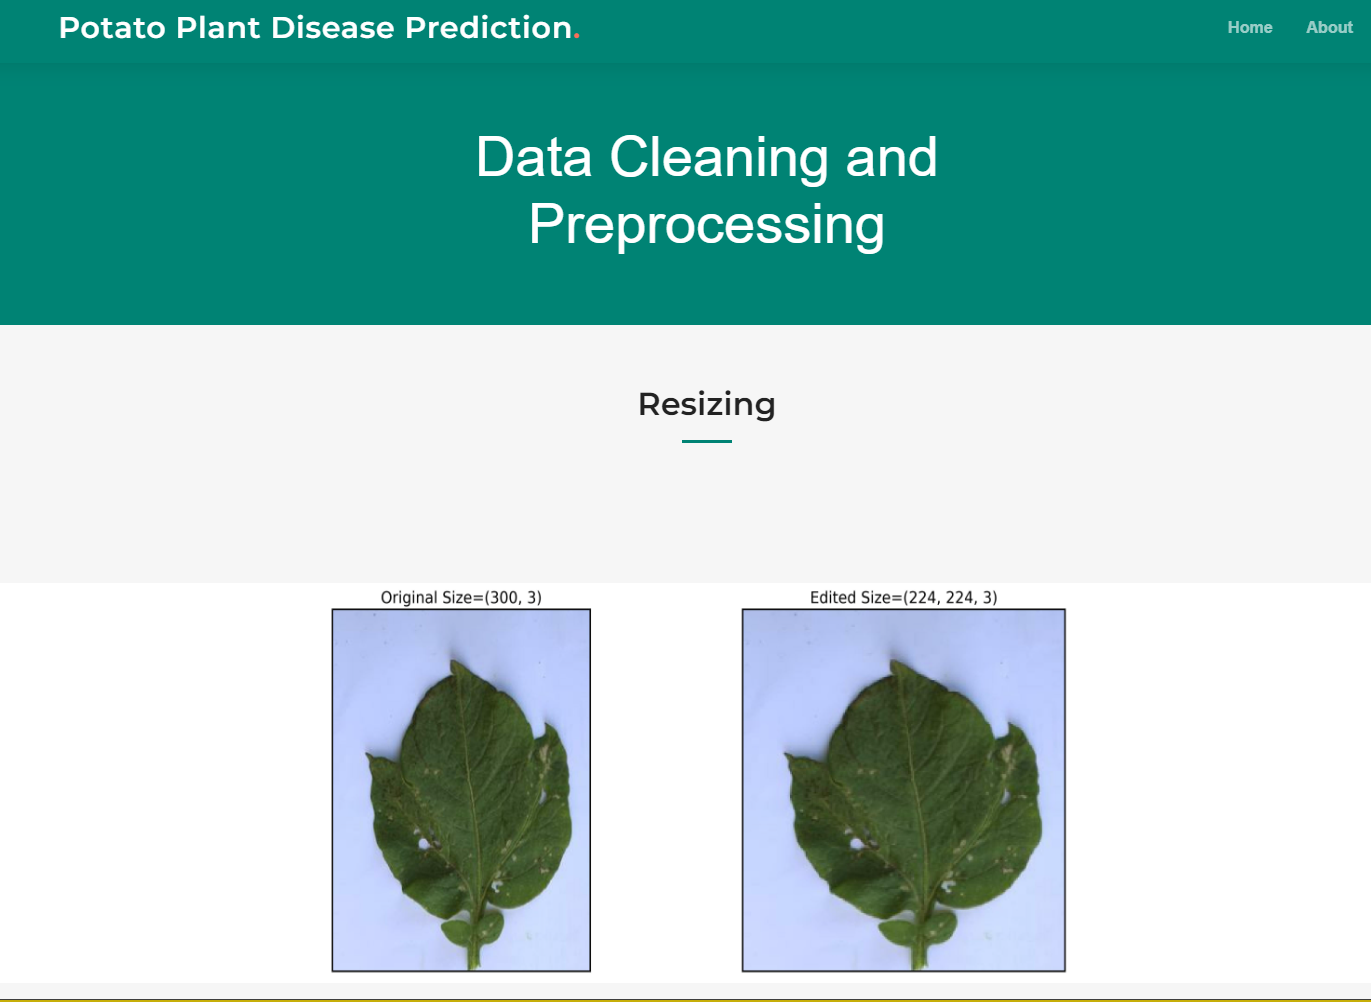 Potato Plant Disease Prediction.
Home
About
Data Cleaning and
Preprocessing
Resizing
Original Size=(300, 3)
Edited Size=(224, 224, 3)